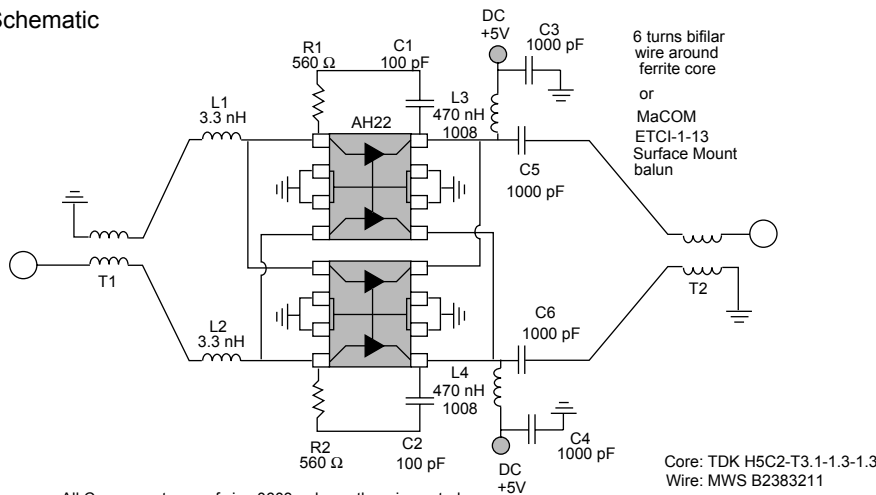 Schematic
DC
+5V
C3
1000 pF
6 turns bifilar
wire around
ferrite core
or
MaCOM
ETCI-1-13
Surface Mount
balun
R1
560 Ω
C1
100 pF
L1
3.3 nH
L3
470 nH
1008
AH22
C5
1000 pF
T1
T2
L2
3.3 nH
C6
1000 pF
L4
470 nH
1008
R2
560 Ω
C2
100 pF
C4
1000 pF
DC
+5V
Core: TDK H5C2-T3.1-1.3-1.3
Wire: MWS B2383211